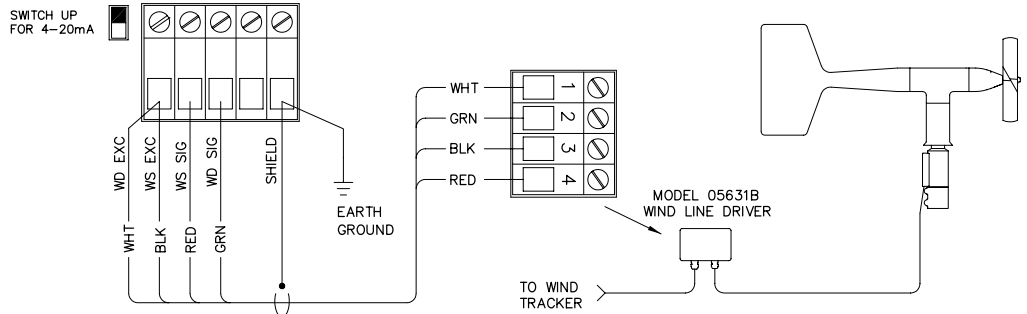 SWITCH UP
FOR 4-20mA
WD EXC
WS EXC
WS SIG
WD SIG
SHIELD
WHT
BLK
RED
GRN
EARTH
GROUND
WHT
GRN
BLK
RED
1
2
3
4
MODEL 05631B
WIND LINE DRIVER
TO WIND
TRACKER